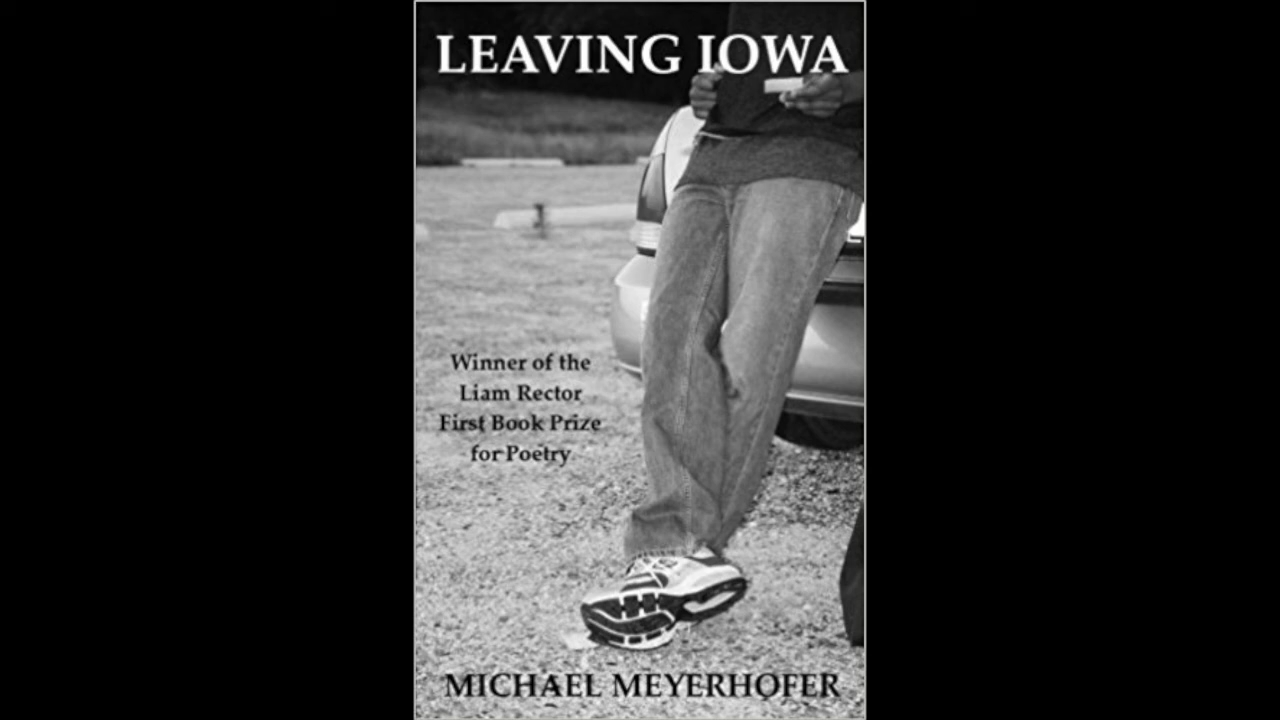 LEAVING IOWA
Winner of the
Liam Rector
First Book Prize
for Poetry
MICHAEL MEYERHOFER